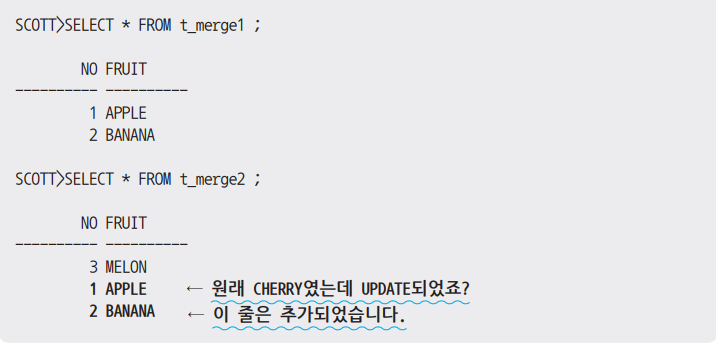 SCOTT>SELECT * FROM t_merge1 ;
NO FRUIT
---------- ----------
1 APPLE
2 BANANA
SCOTT>SELECT * FROM t_merge2 ;
NO FRUIT
---------- ----------
3 MELON
1 APPLE ← 원래 CHERRY였는데 UPDATE되었죠?
2 BANANA ← 이 줄은 추가되었습니다.